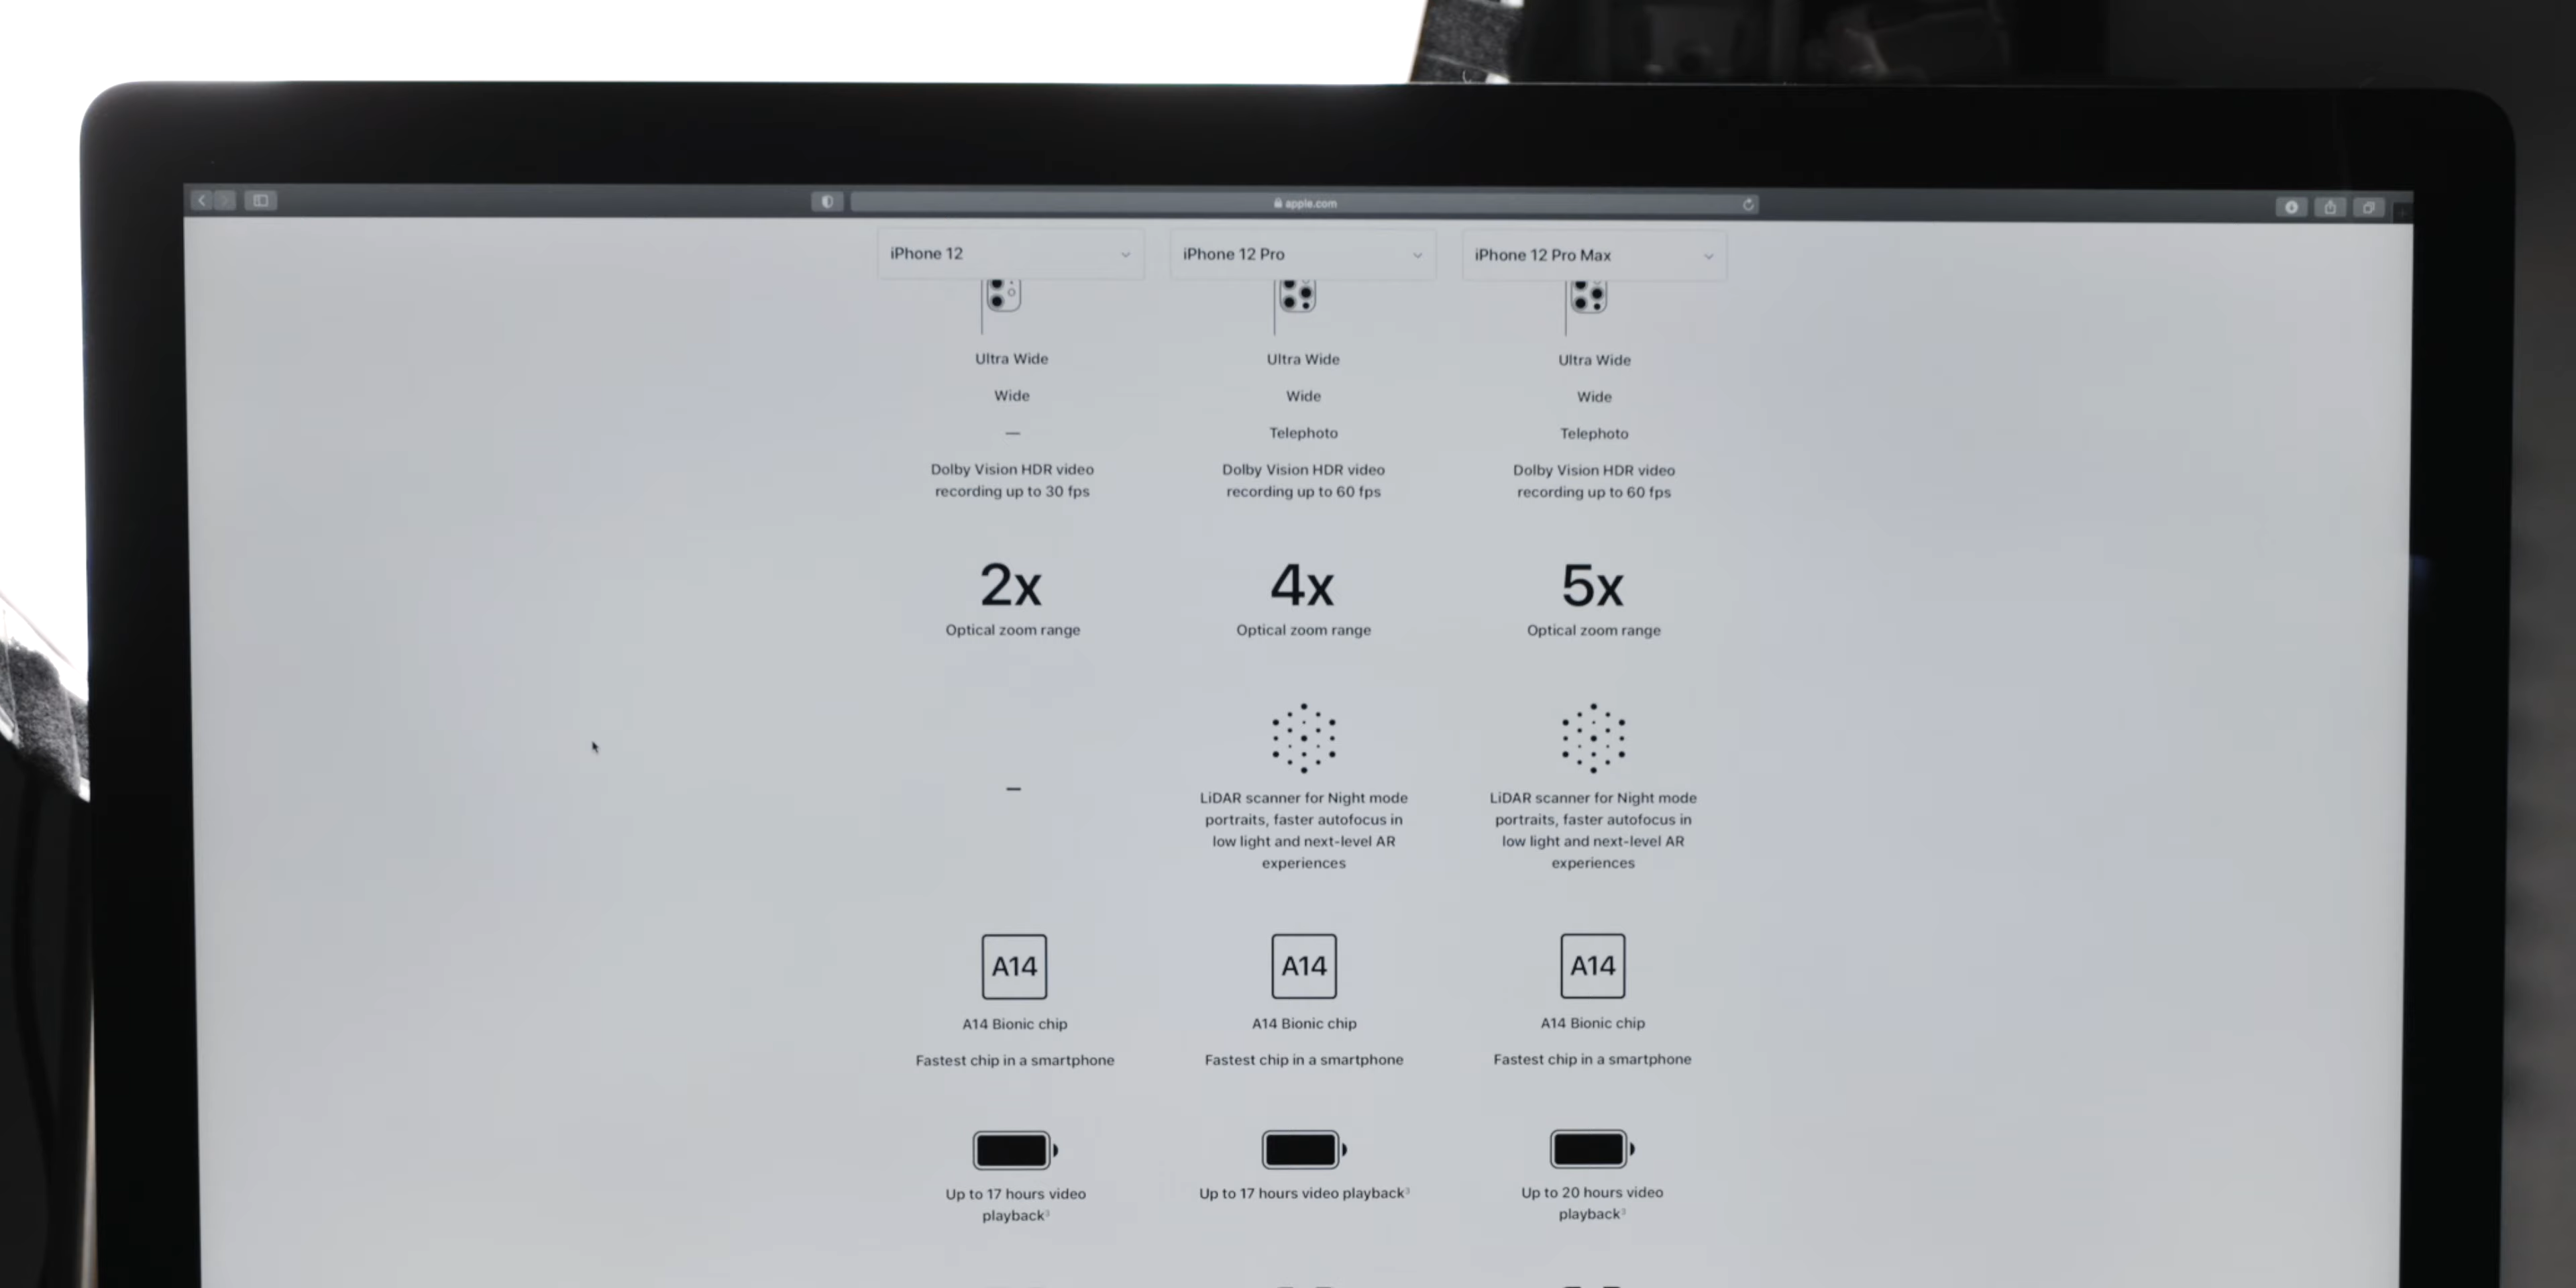 apple.com
iPhone 12
iPhone 12 Pro
iPhone 12 Pro Max
Ultra Wide
Ultra Wide
Ultra Wide
Wide
Wide
Wide
—
Telephoto
Telephoto
Dolby Vision HDR video
recording up to 30 fps
Dolby Vision HDR video
recording up to 60 fps
Dolby Vision HDR video
recording up to 60 fps
2x
Optical zoom range
4x
Optical zoom range
5x
Optical zoom range
—
LiDAR scanner for Night mode
portraits, faster autofocus in
low light and next-level AR
experiences
LiDAR scanner for Night mode
portraits, faster autofocus in
low light and next-level AR
experiences
A14
A14 Bionic chip
Fastest chip in a smartphone
A14
A14 Bionic chip
Fastest chip in a smartphone
A14
A14 Bionic chip
Fastest chip in a smartphone
Up to 17 hours video
playback³
Up to 17 hours video playback³
Up to 20 hours video
playback³